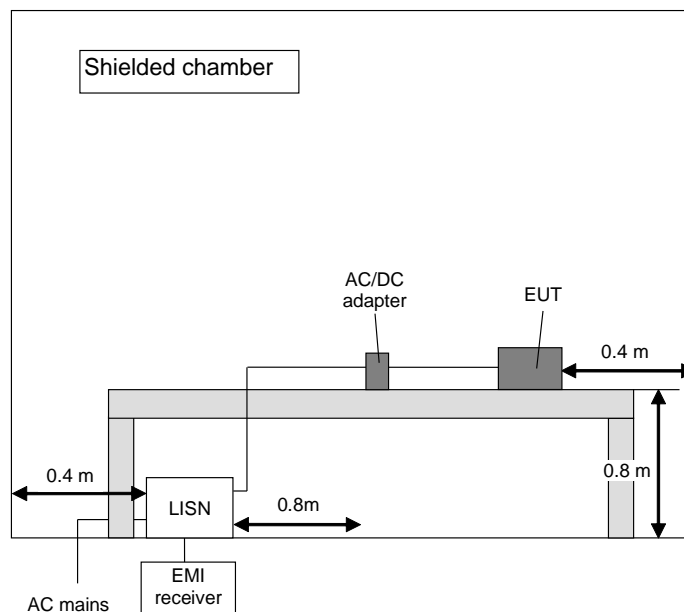 Shielded chamber
AC/DC
adapter
EUT
0.4 m
0.4 m
0.8 m
LISN
0.8m
EMI
receiver
AC mains